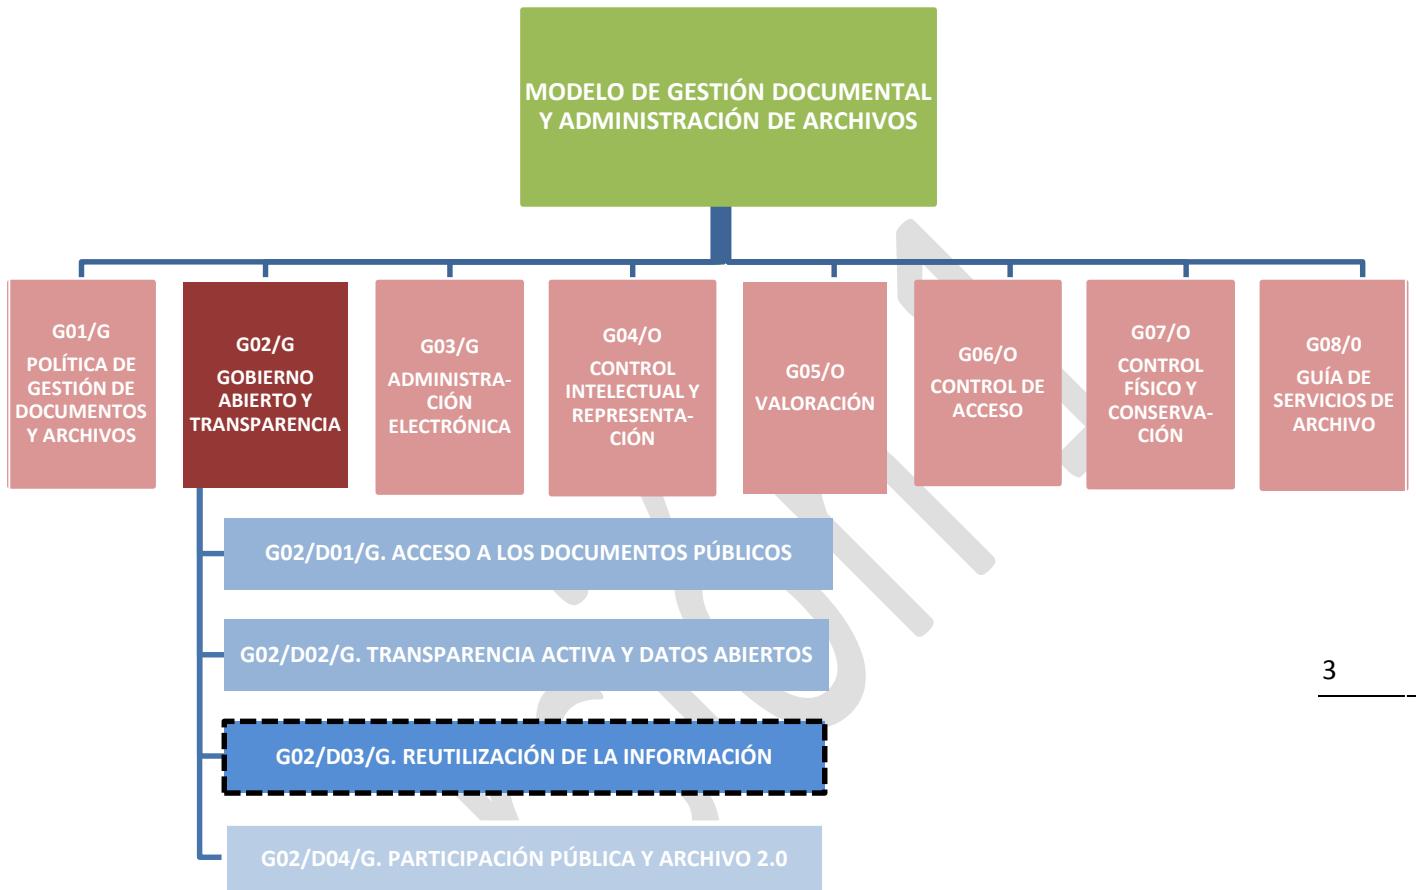 MODELO DE GESTIÓN DOCUMENTAL
Y ADMINISTRACIÓN DE ARCHIVOS
G01/G
POLÍTICA DE
GESTIÓN DE
DOCUMENTOS
Y ARCHIVOS
G02/G
GOBIERNO
ABIERTO Y
TRANSPARENCIA
G03/G
ADMINISTRA-
CIÓN
ELECTRÓNICA
G04/O
CONTROL
INTELECTUAL Y
REPRESENTA-
CIÓN
G05/O
VALORACIÓN
G06/O
CONTROL DE
ACCESO
G07/O
CONTROL
FÍSICO Y
CONSERVA-
CIÓN
G08/0
GUÍA DE
SERVICIOS DE
ARCHIVO
G02/D01/G. ACCESO A LOS DOCUMENTOS PÚBLICOS
G02/D02/G. TRANSPARENCIA ACTIVA Y DATOS ABIERTOS
3
G02/D03/G. REUTILIZACIÓN DE LA INFORMACIÓN
G02/D04/G. PARTICIPACIÓN PÚBLICA Y ARCHIVO 2.0